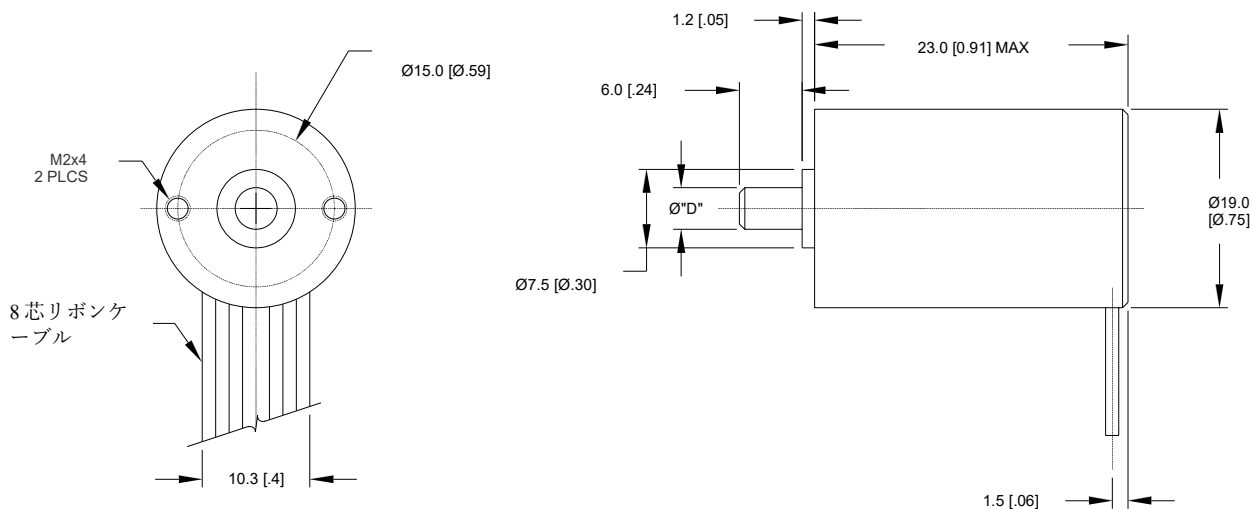 Ø15.0 [Ø.59]
M2x4
2 PLCS
8芯リボンケ
ーブル
10.3 [.4]
1.2 [.05]
23.0 [0.91] MAX
6.0 [.24]
Ø"D"
Ø7.5 [Ø.30]
Ø19.0
[Ø.75]
1.5 [.06]